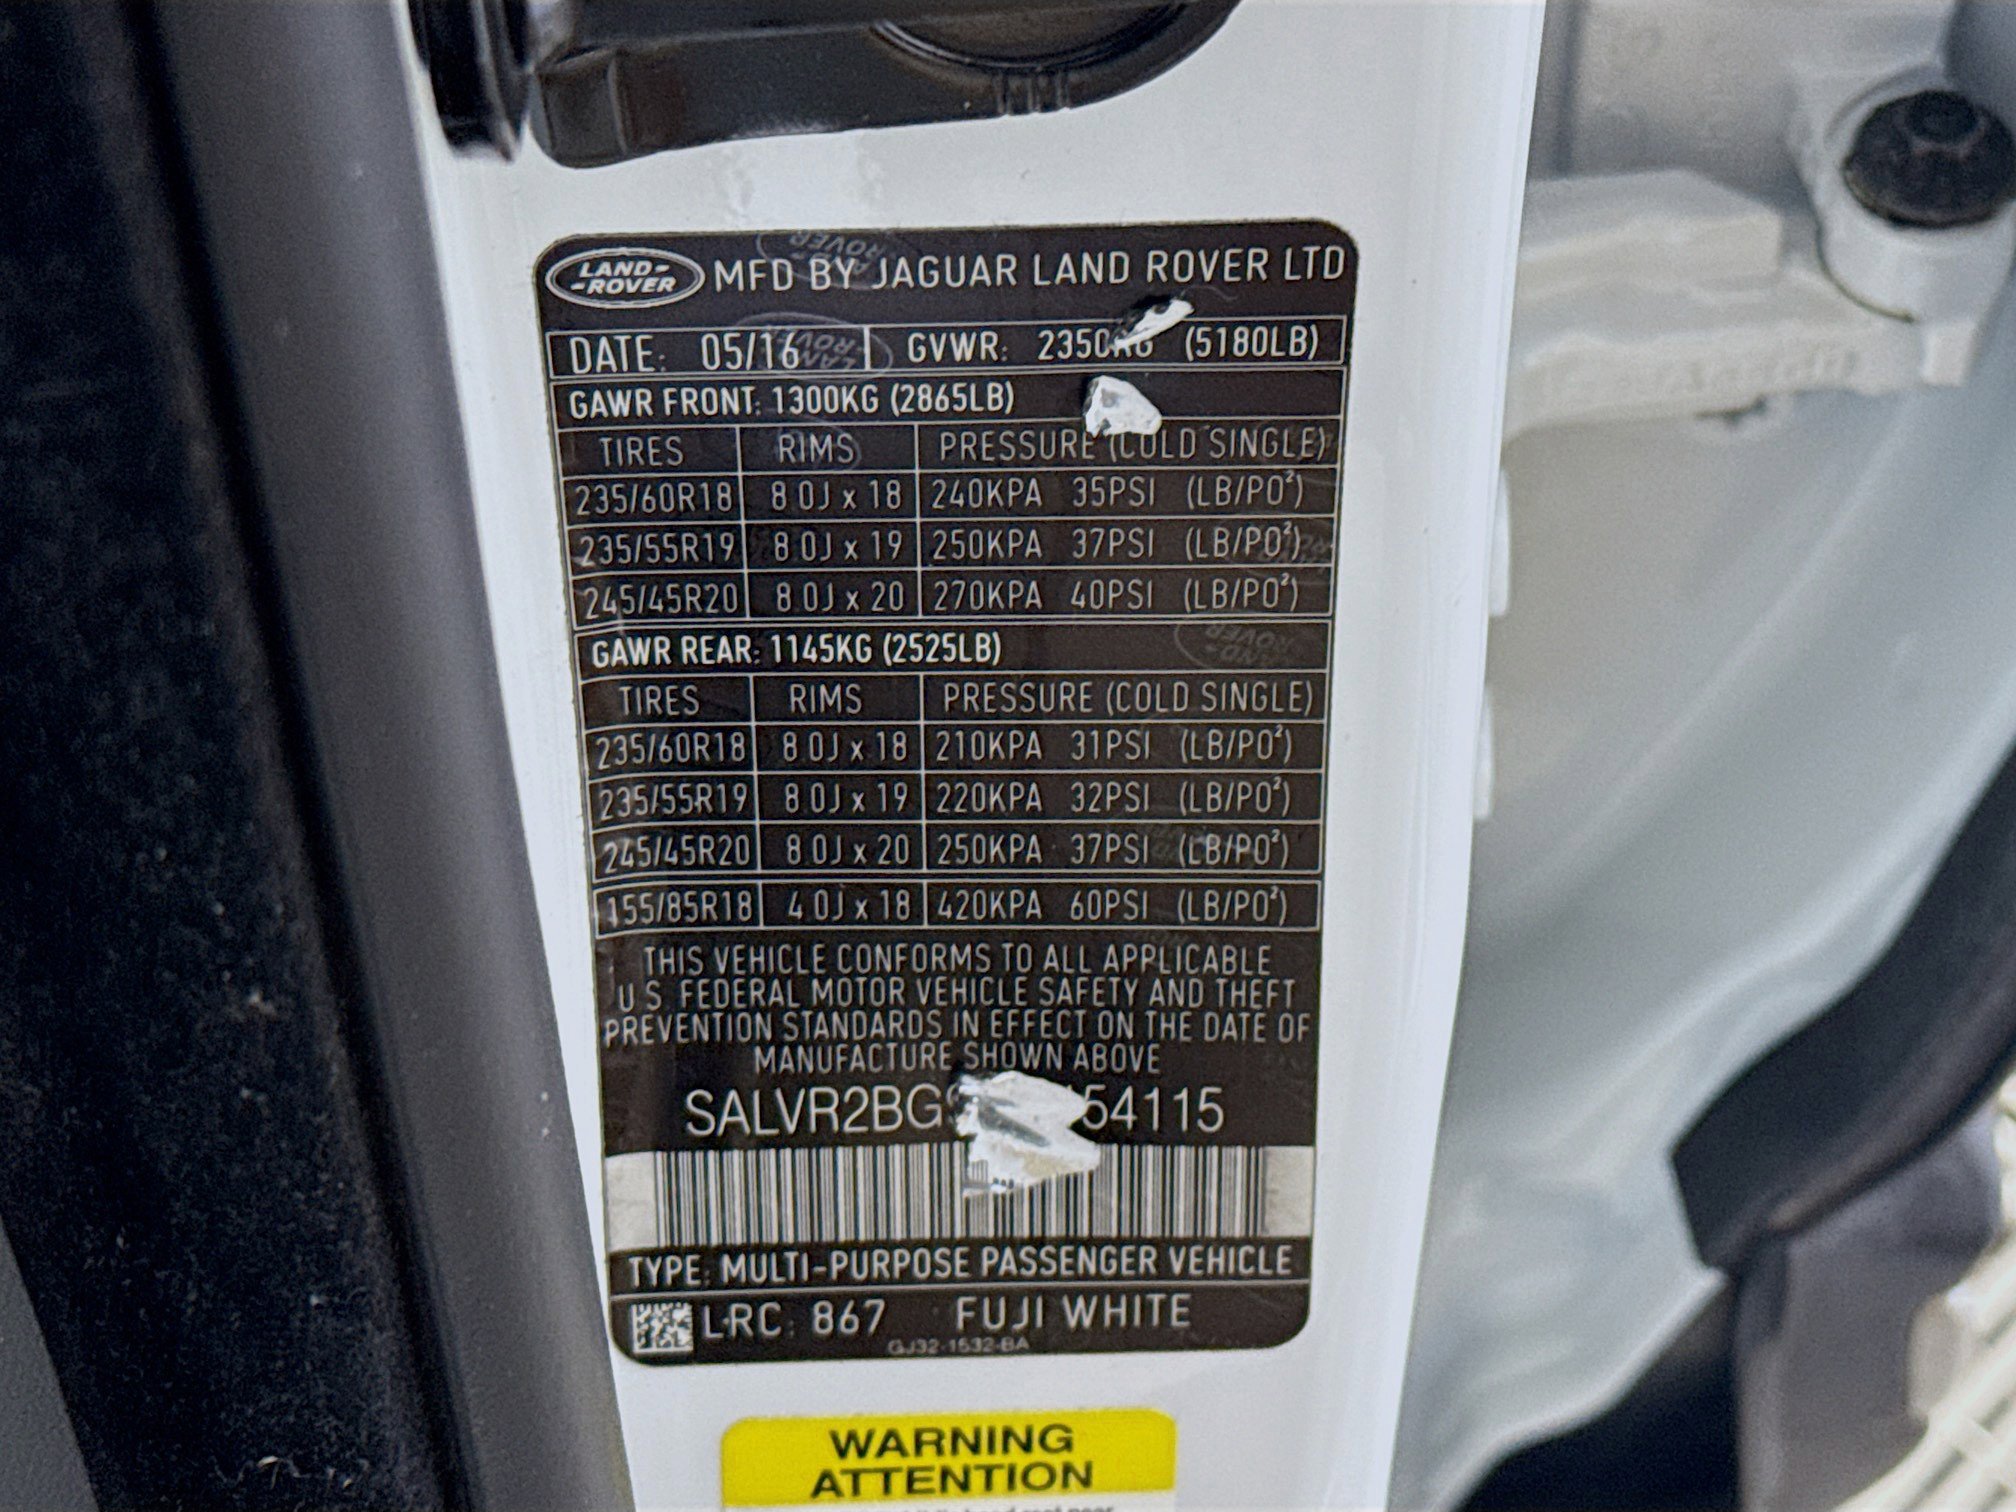 LAND-
-ROVER
MFD BY JAGUAR LAND ROVER LTD
DATE: 05/16 GVWR: 2350KG (5180LB)
GAWR FRONT: 1300KG (2865LB)
TIRES RIMS PRESSURE (COLD SINGLE)
235/60R18 8.0J x 18 240KPA 35PSI (LB/PO²)
235/55R19 8.0J x 19 250KPA 37PSI (LB/PO²)
245/45R20 8.0J x 20 270KPA 40PSI (LB/PO²)
GAWR REAR: 1145KG (2525LB)
TIRES RIMS PRESSURE (COLD SINGLE)
235/60R18 8.0J x 18 210KPA 31PSI (LB/PO²)
235/55R19 8.0J x 19 220KPA 32PSI (LB/PO²)
245/45R20 8.0J x 20 250KPA 37PSI (LB/PO²)
155/85R18 4.0J x 18 420KPA 60PSI (LB/PO²)
THIS VEHICLE CONFORMS TO ALL APPLICABLE
U.S. FEDERAL MOTOR VEHICLE SAFETY AND THEFT
PREVENTION STANDARDS IN EFFECT ON THE DATE OF
MANUFACTURE SHOWN ABOVE
SALVR2BG 54115
TYPE: MULTI-PURPOSE PASSENGER VEHICLE
LRC: 867 FUJI WHITE
GJ32-1532-BA
WARNING
ATTENTION